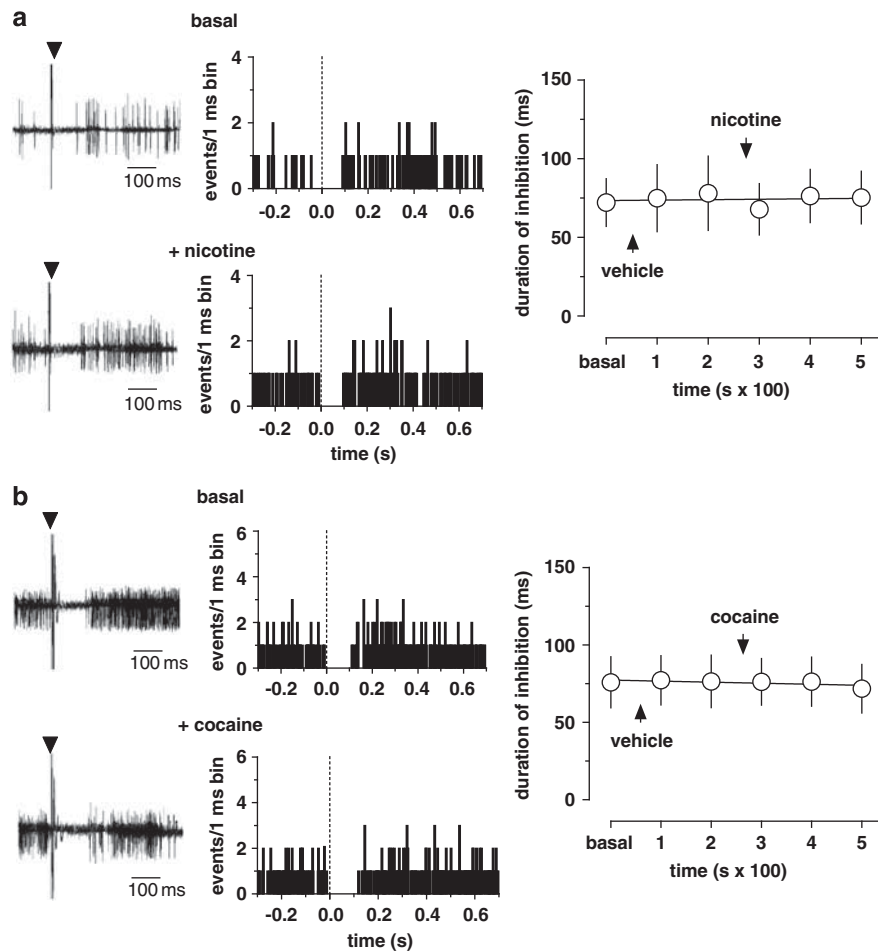 a
basal
100 ms
events/1 ms bin
4
2
0
-0.2 0.0 0.2 0.4 0.6
+ nicotine
100 ms
events/1 ms bin
4
2
0
-0.2 0.0 0.2 0.4 0.6
time (s)
duration of inhibition (ms)
150
100
75
50
0
nicotine
vehicle
basal 1 2 3 4 5
time (s x 100)
b
basal
100 ms
events/1 ms bin
6
4
2
0
-0.2 0.0 0.2 0.4 0.6
+ cocaine
100 ms
events/1 ms bin
6
4
2
0
-0.2 0.0 0.2 0.4 0.6
time (s)
duration of inhibition (ms)
150
100
75
50
0
cocaine
vehicle
basal 1 2 3 4 5
time (s x 100)